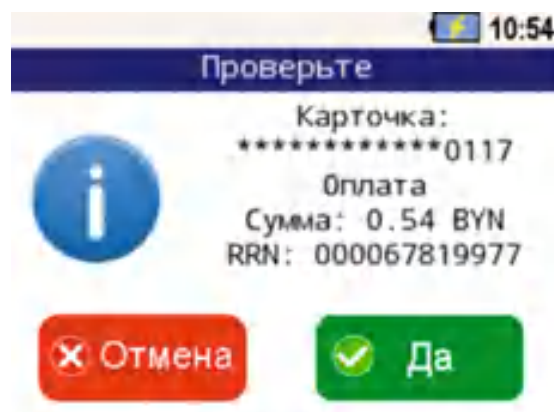 10:54
Проверьте
Карточка:
************0117
Оплата
Сумма: 0.54 BYN
RRN: 000067819977
Отмена
Да